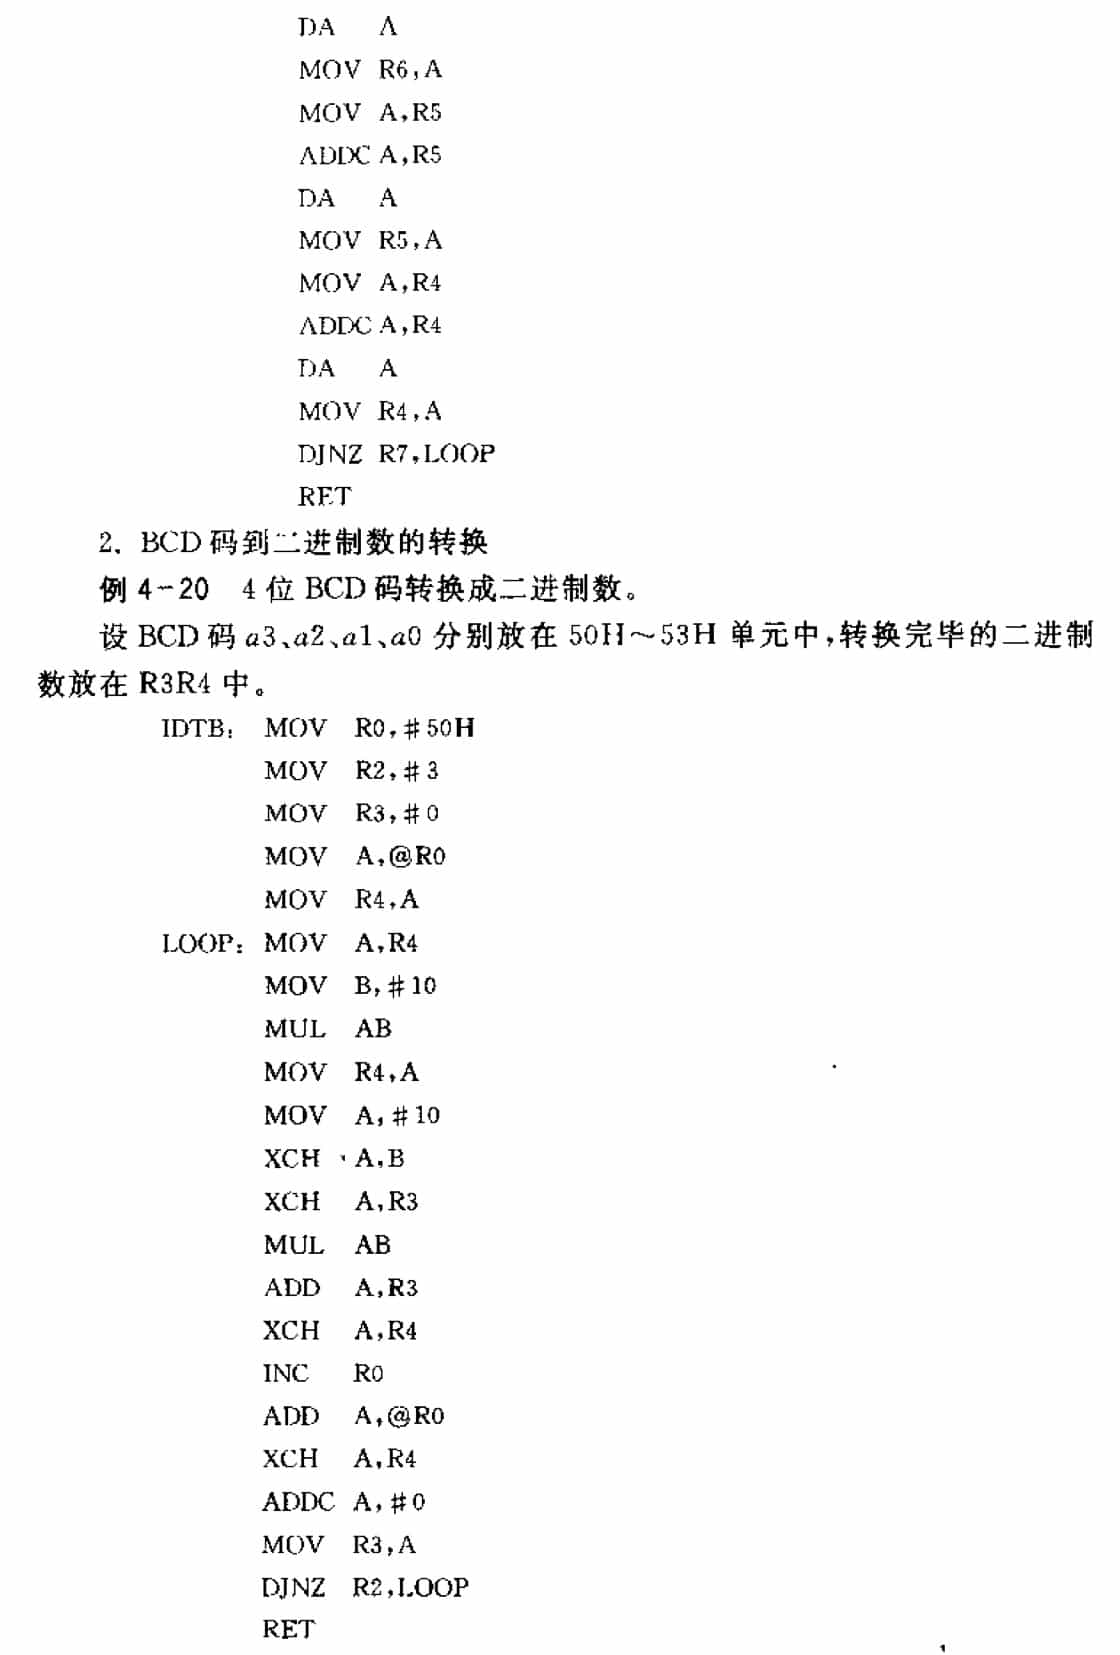 DA A
MOV R6,A
MOV A,R5
ADDC A,R5
DA A
MOV R5,A
MOV A,R4
ADDC A,R4
DA A
MOV R4,A
DJNZ R7,LOOP
RET
2. BCD 码到二进制数的转换
例 4-20 4 位 BCD 码转换成二进制数。
设 BCD 码 a3、a2、a1、a0 分别放在 50H~53H 单元中,转换完毕的二进制
数放在 R3R4 中。
IDTB: MOV R0,#50H
MOV R2,#3
MOV R3,#0
MOV A,@R0
MOV R4,A
LOOP: MOV A,R4
MOV B,#10
MUL AB
MOV R4,A
MOV A,#10
XCH A,B
XCH A,R3
MUL AB
ADD A,R3
XCH A,R4
INC R0
ADD A,@R0
XCH A,R4
ADDC A,#0
MOV R3,A
DJNZ R2,LOOP
RET